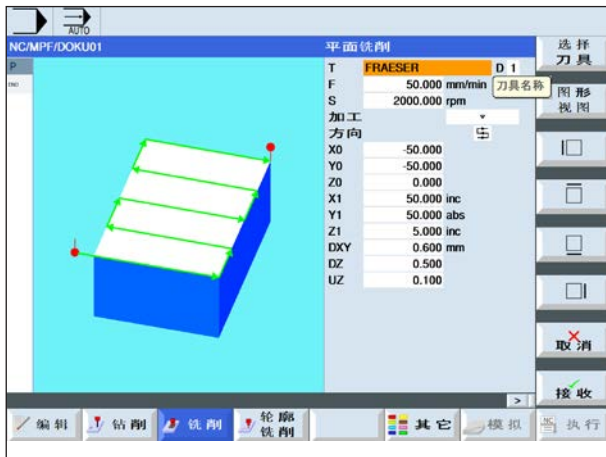 AUTO
NC/MPF/DOKU01
平面铣削
选择
刀具
P
T FRAESER D 1
F 50.000 mm/min
刀具名称
S 2000.000 rpm
图形
视图
加工
方向
X0 -50.000
Y0 -50.000
Z0 0.000
X1 50.000 inc
Y1 50.000 abs
Z1 5.000 inc
DXY 0.600 mm
DZ 0.500
UZ 0.100
取消
接收
>
编辑
钻削
铣削
轮廓
铣削
其它
模拟
执行